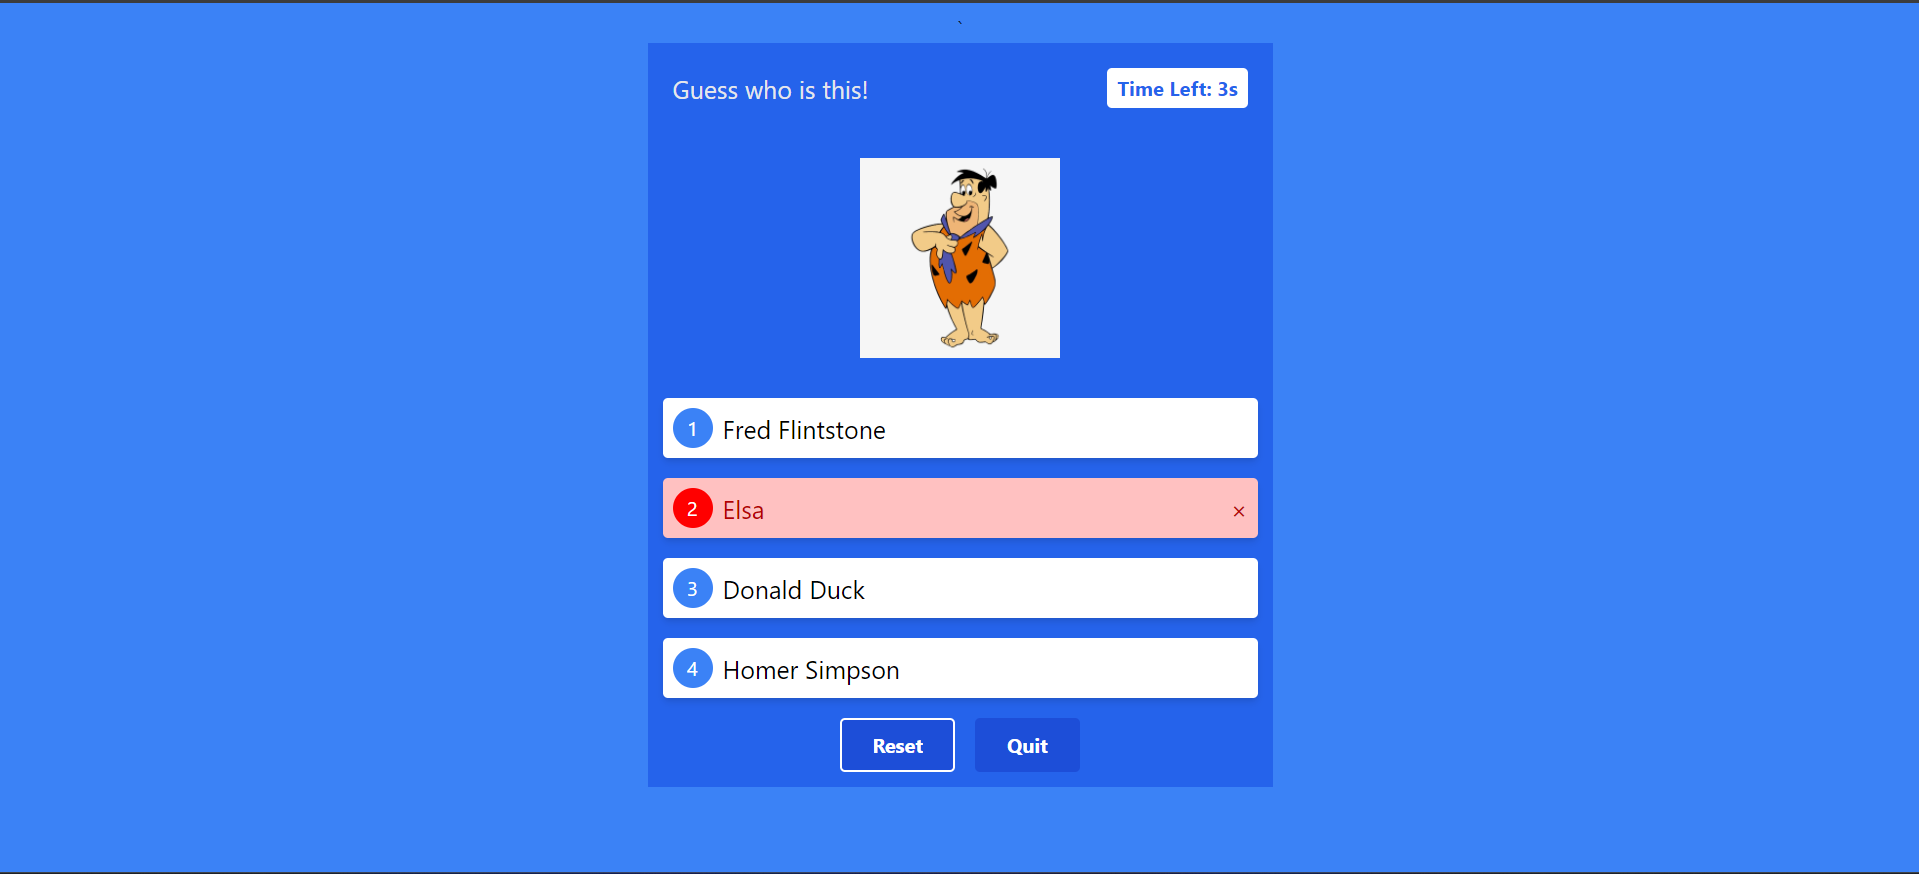 `
Guess who is this!
Time Left: 3s
1 Fred Flintstone
2 Elsa ×
3 Donald Duck
4 Homer Simpson
Reset Quit